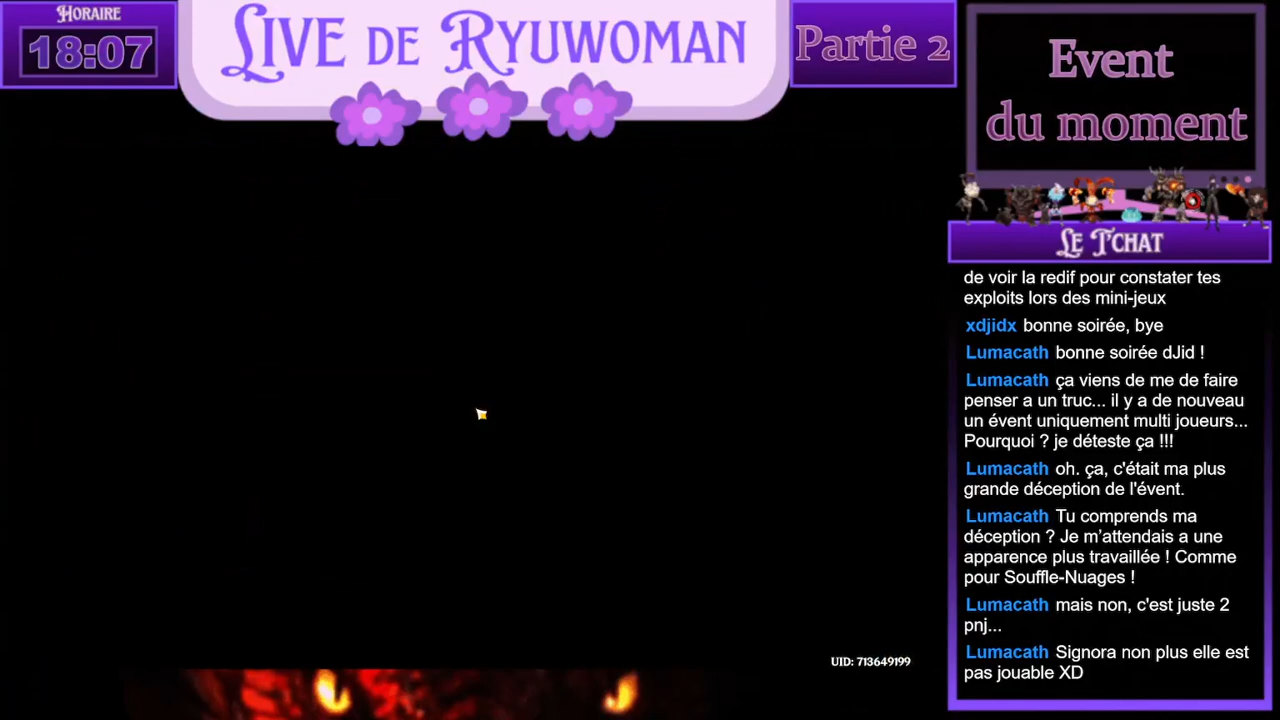 Horaire
18:07
Live de Ryuwoman
Partie 2
Event
du moment
Le T'chat
de voir la redif pour constater tes
exploits lors des mini-jeux
xdjidx bonne soirée, bye
Lumacath bonne soirée dJid !
Lumacath ça viens de me de faire
penser a un truc... il y a de nouveau
un évent uniquement multi joueurs...
Pourquoi ? je déteste ça !!!
Lumacath oh. ça, c'était ma plus
grande déception de l'évent.
Lumacath Tu comprends ma
déception ? Je m'attendais a une
apparence plus travaillée ! Comme
pour Souffle-Nuages !
Lumacath mais non, c'est juste 2
pnj...
Lumacath Signora non plus elle est
pas jouable XD
UID: 713649199